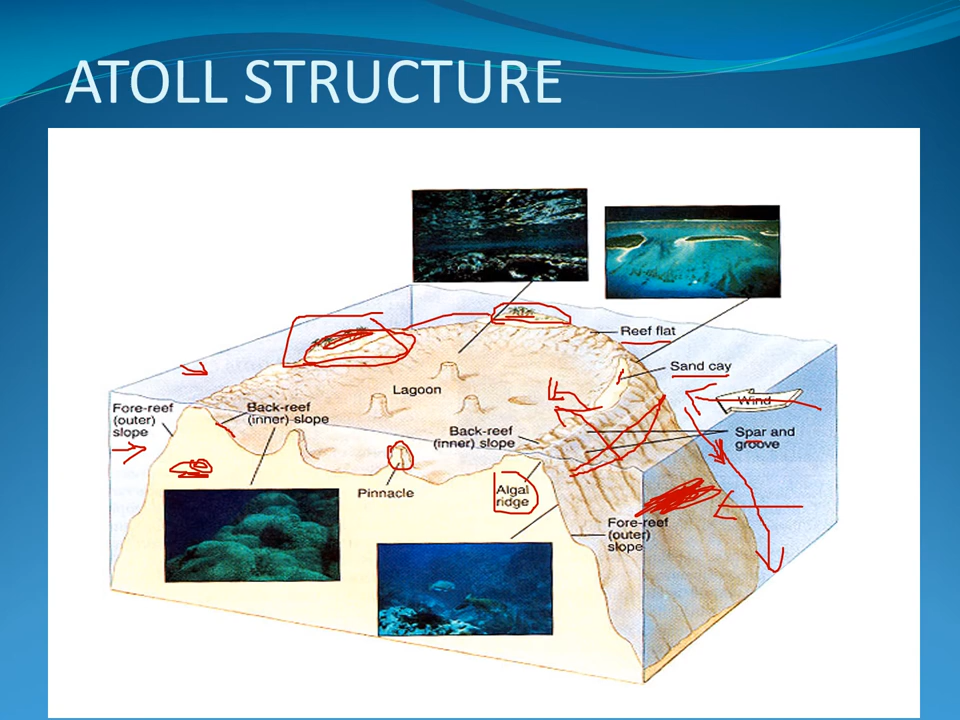 ATOLL STRUCTURE
Reef flat
Sand cay
Lagoon
Wind
Fore-reef
(outer)
slope
Back-reef
(inner) slope
Back-reef
(inner) slope
Spar and
groove
Pinnacle
Algal
ridge
Fore-reef
(outer)
slope